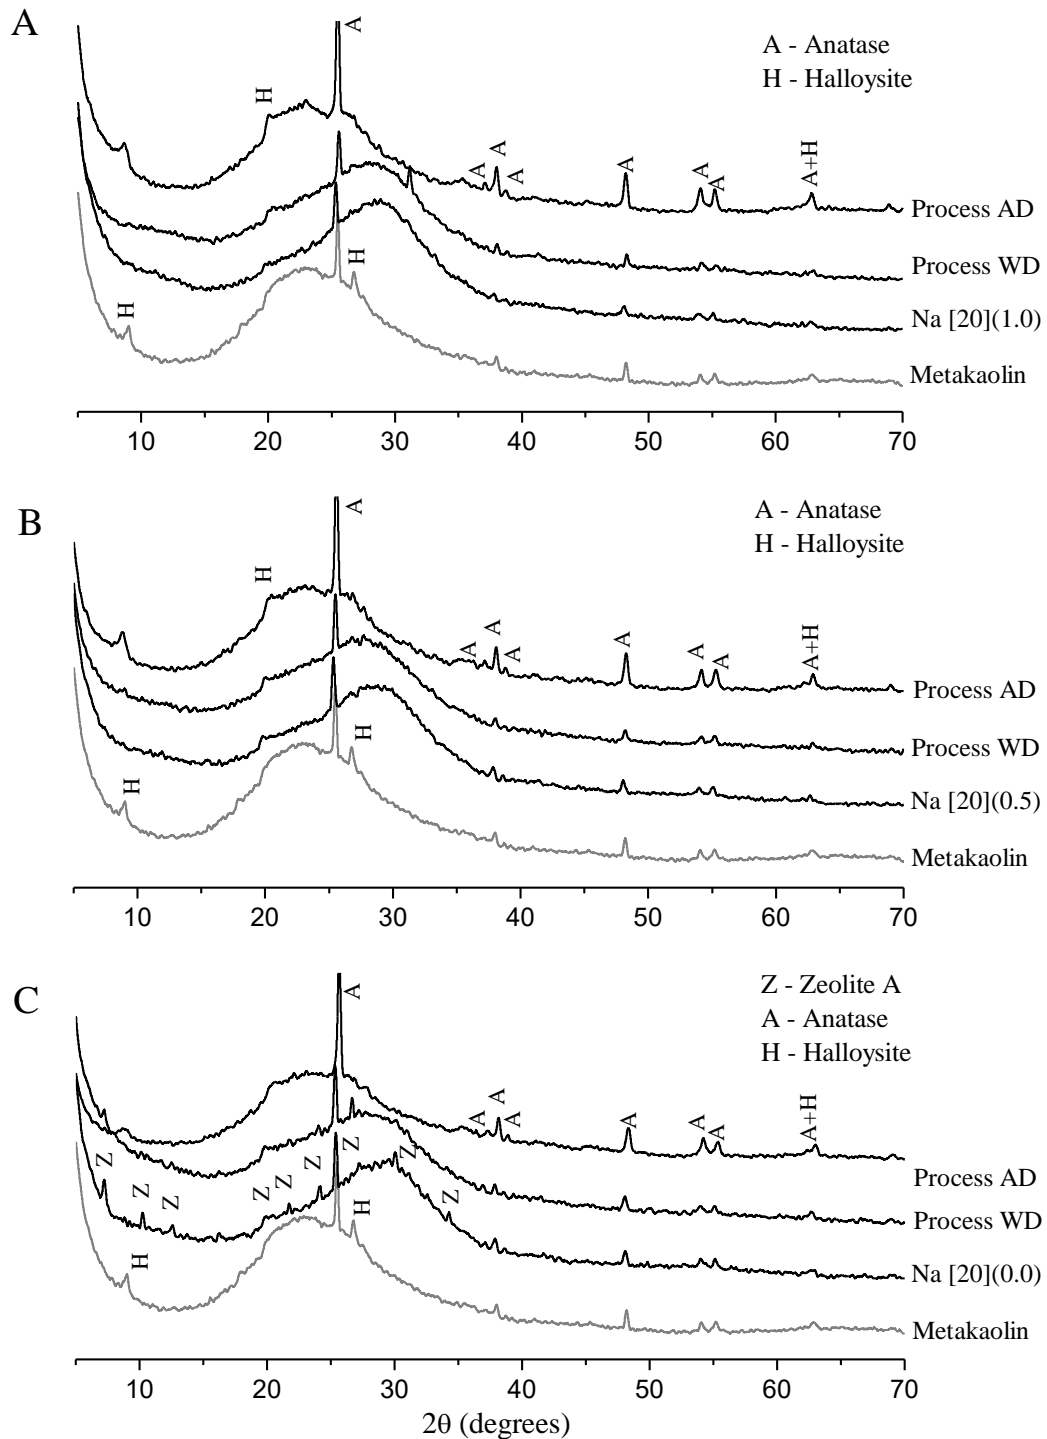 A
A - Anatase
H - Halloysite
A
H
A
A
A
A
A
A
A+H
Process AD
Process WD
H
H
Na [20](1.0)
Metakaolin
10 20 30 40 50 60 70
B
A - Anatase
H - Halloysite
A
H
A
A
A
A
A
A
A+H
Process AD
Process WD
H
H
Na [20](0.5)
Metakaolin
10 20 30 40 50 60 70
C
Z - Zeolite A
A - Anatase
H - Halloysite
A
A
A
A
A
A
A
A+H
Process AD
Z
Z
Z
Z
Z
Z
Z
Z
Z
Process WD
H
H
Na [20](0.0)
Metakaolin
10 20 30 40 50 60 70
2θ (degrees)